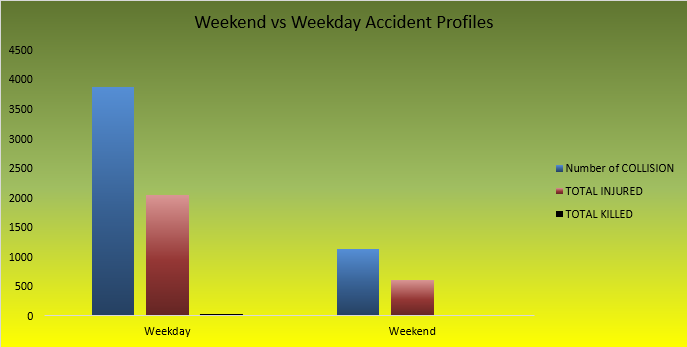 Weekend vs Weekday Accident Profiles
4500
4000
3500
3000
2500
2000
1500
1000
500
0
Weekday
Weekend
Number of COLLISION
TOTAL INJURED
TOTAL KILLED